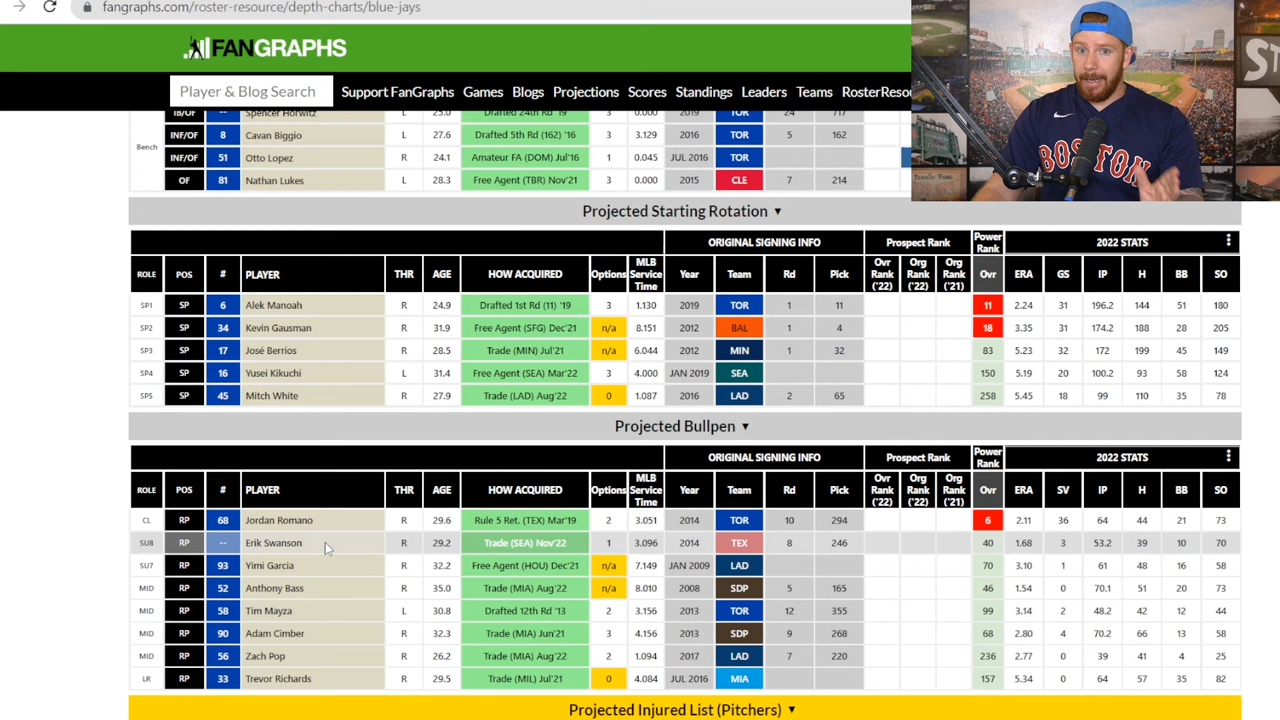 fangraphs.com/roster-resource/depth-charts/blue-jays
FANGRAPHS
Player & Blog Search Support FanGraphs Games Blogs Projections Scores Standings Leaders Teams RosterResou
1B/OF -- Spencer Horwitz L 25.0 Drafted 24th Rd '19 3 0.000 2019 TOR 24 717
Bench
INF/OF 8 Cavan Biggio L 27.6 Drafted 5th Rd (162) '16 3 3.129 2016 TOR 5 162
INF/OF 51 Otto Lopez R 24.1 Amateur FA (DOM) Jul'16 1 0.045 JUL 2016 TOR
OF 81 Nathan Lukes L 28.3 Free Agent (TBR) Nov'21 3 0.000 2015 CLE 7 214
BOSTON
Projected Starting Rotation ▼
ORIGINAL SIGNING INFO Prospect Rank Power Rank 2022 STATS
ROLE POS # PLAYER THR AGE HOW ACQUIRED Options MLB Service Time Year Team Rd Pick Ovr Rank ('22) Org Rank ('22) Org Rank ('21) Ovr ERA GS IP H BB SO
SP1 SP 6 Alek Manoah R 24.9 Drafted 1st Rd (11) '19 3 1.130 2019 TOR 1 11 11 2.24 31 196.2 144 51 180
SP2 SP 34 Kevin Gausman R 31.9 Free Agent (SFG) Dec'21 n/a 8.151 2012 BAL 1 4 18 3.35 31 174.2 188 28 205
SP3 SP 17 José Berríos R 28.5 Trade (MIN) Jul'21 n/a 6.044 2012 MIN 1 32 83 5.23 32 172 199 45 149
SP4 SP 16 Yusei Kikuchi L 31.4 Free Agent (SEA) Mar'22 3 4.000 JAN 2019 SEA 150 5.19 20 100.2 93 58 124
SP5 SP 45 Mitch White R 27.9 Trade (LAD) Aug'22 0 1.087 2016 LAD 2 65 258 5.45 18 99 110 35 78
Projected Bullpen ▼
ORIGINAL SIGNING INFO Prospect Rank Power Rank 2022 STATS
ROLE POS # PLAYER THR AGE HOW ACQUIRED Options MLB Service Time Year Team Rd Pick Ovr Rank ('22) Org Rank ('22) Org Rank ('21) Ovr ERA SV IP H BB SO
CL RP 68 Jordan Romano R 29.6 Rule 5 Ret. (TEX) Mar'19 2 3.051 2014 TOR 10 294 6 2.11 36 64 44 21 73
SU8 RP -- Erik Swanson R 29.2 Trade (SEA) Nov'22 1 3.096 2014 TEX 8 246 40 1.68 3 53.2 39 10 70
SU7 RP 93 Yimi Garcia R 32.2 Free Agent (HOU) Dec'21 n/a 7.149 JAN 2009 LAD 70 3.10 1 61 48 16 58
MID RP 52 Anthony Bass R 35.0 Trade (MIA) Aug'22 n/a 8.010 2008 SDP 5 165 46 1.54 0 70.1 51 20 73
MID RP 58 Tim Mayza L 30.8 Drafted 12th Rd '13 2 3.156 2013 TOR 12 355 99 3.14 2 48.2 42 12 44
MID RP 90 Adam Cimber R 32.3 Trade (MIA) Jun'21 3 4.156 2013 SDP 9 268 68 2.80 4 70.2 66 13 58
MID RP 56 Zach Pop R 26.2 Trade (MIA) Aug'22 2 1.094 2017 LAD 7 220 236 2.77 0 39 41 4 25
LR RP 33 Trevor Richards R 29.5 Trade (MIL) Jul'21 0 4.084 JUL 2016 MIA 157 5.34 0 64 57 35 82
Projected Injured List (Pitchers) ▼